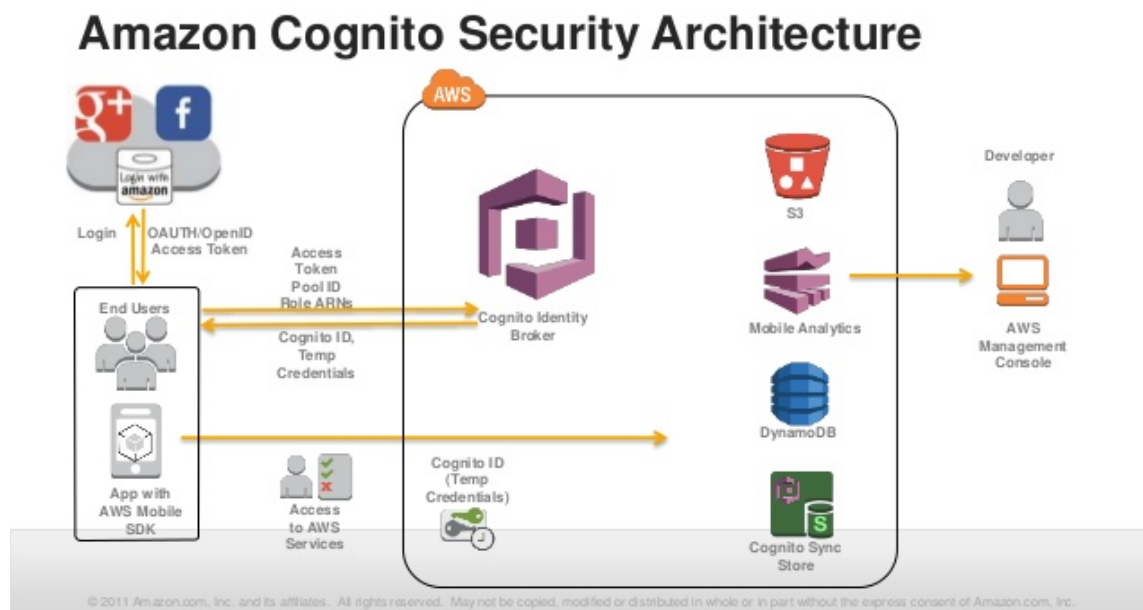 Amazon Cognito Security Architecture
g+
f
Login with
amazon
Login
OAUTH/OpenID
Access Token
End Users
App with
AWS Mobile
SDK
Access
Token
Pool ID
Role ARNs
Cognito ID,
Temp
Credentials
Access
to AWS
Services
AWS
Cognito Identity
Broker
Cognito ID
(Temp
Credentials)
S3
Mobile Analytics
DynamoDB
S
Cognito Sync
Store
Developer
AWS
Management
Console
© 2011 Amazon.com, Inc. and its affiliates. All rights reserved. May not be copied, modified or distributed in whole or in part without the express consent of Amazon.com, Inc.